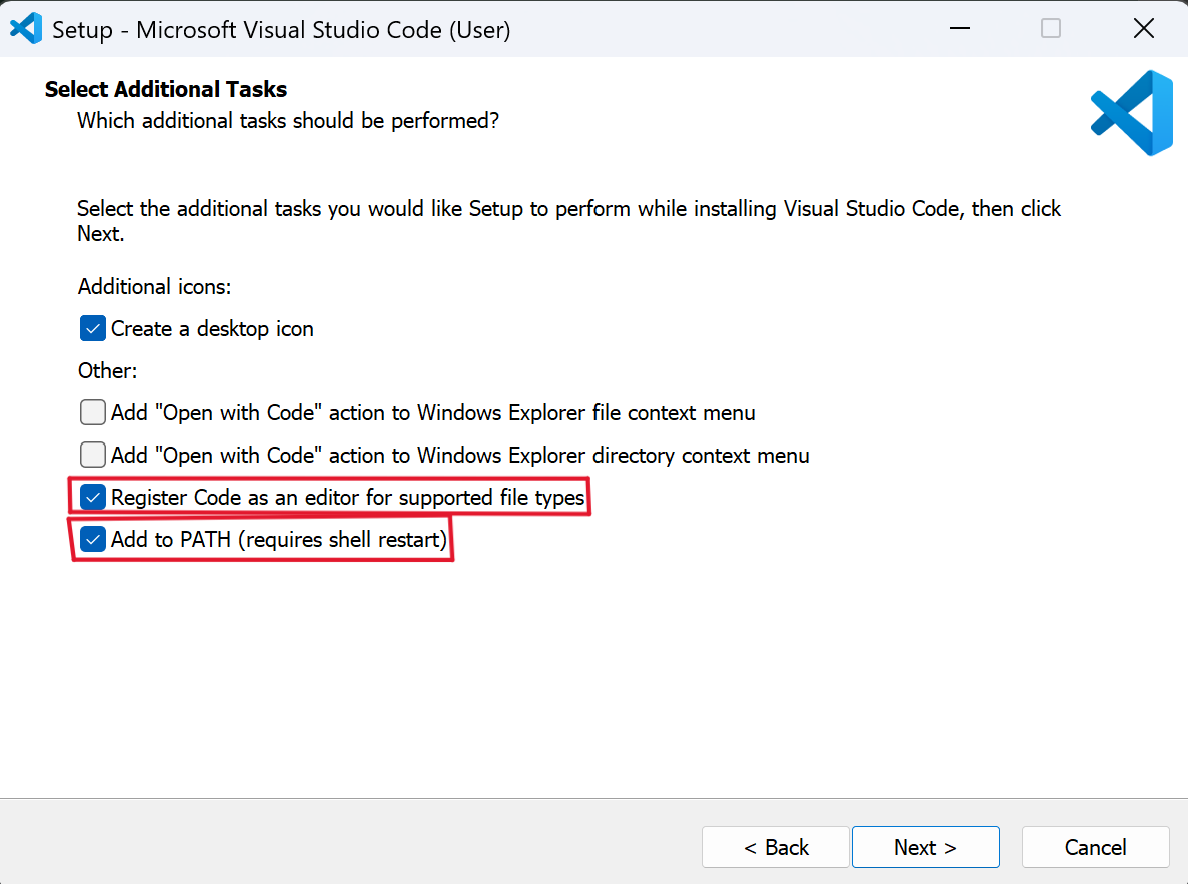 Setup - Microsoft Visual Studio Code (User)
Select Additional Tasks
Which additional tasks should be performed?
Select the additional tasks you would like Setup to perform while installing Visual Studio Code, then click
Next.
Additional icons:
Create a desktop icon
Other:
Add "Open with Code" action to Windows Explorer file context menu
Add "Open with Code" action to Windows Explorer directory context menu
Register Code as an editor for supported file types
Add to PATH (requires shell restart)
< Back
Next >
Cancel